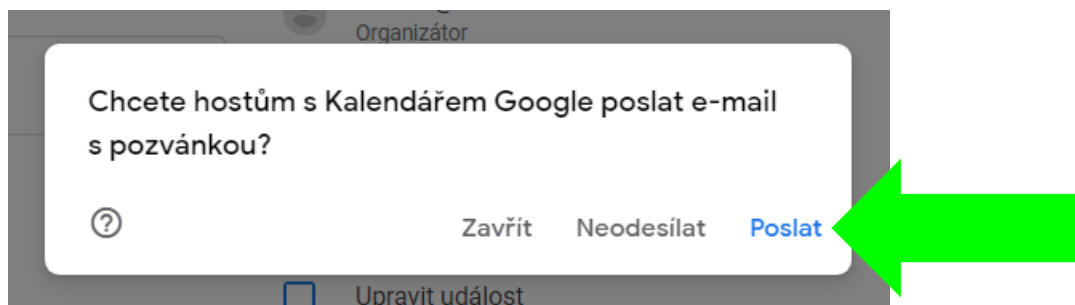 Organizátor
Chcete hostům s Kalendářem Google poslat e-mail
s pozvánkou?
Zavřít Neodesílat Poslat
Upravit událost